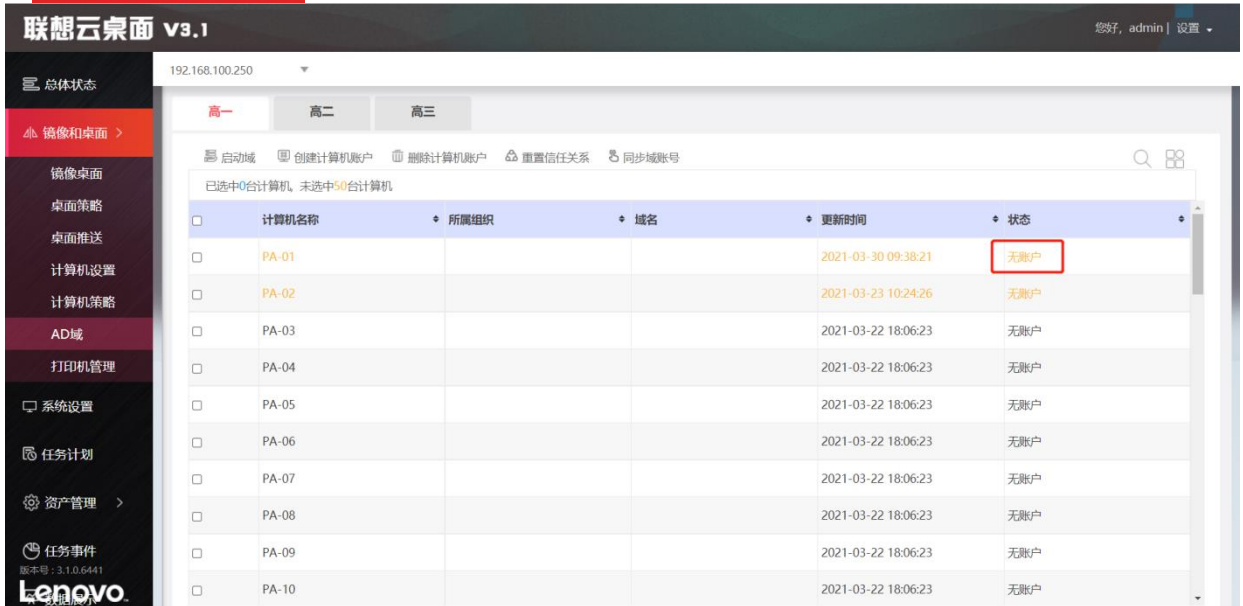 联想云桌面 V3.1
您好, admin | 设置
192.168.100.250
总体状态
镜像和桌面
镜像桌面
桌面策略
桌面推送
计算机设置
计算机策略
AD域
打印机管理
系统设置
任务计划
资产管理
任务事件
版本号 : 3.1.0.6441
数据展示
Lenovo
高一 高二 高三
启动域 创建计算机账户 删除计算机账户 重置信任关系 同步域账号
已选中0台计算机, 未选中50台计算机
计算机名称 所属组织 域名 更新时间 状态
PA-01 2021-03-30 09:38:21 无账户
PA-02 2021-03-23 10:24:26 无账户
PA-03 2021-03-22 18:06:23 无账户
PA-04 2021-03-22 18:06:23 无账户
PA-05 2021-03-22 18:06:23 无账户
PA-06 2021-03-22 18:06:23 无账户
PA-07 2021-03-22 18:06:23 无账户
PA-08 2021-03-22 18:06:23 无账户
PA-09 2021-03-22 18:06:23 无账户
PA-10 2021-03-22 18:06:23 无账户